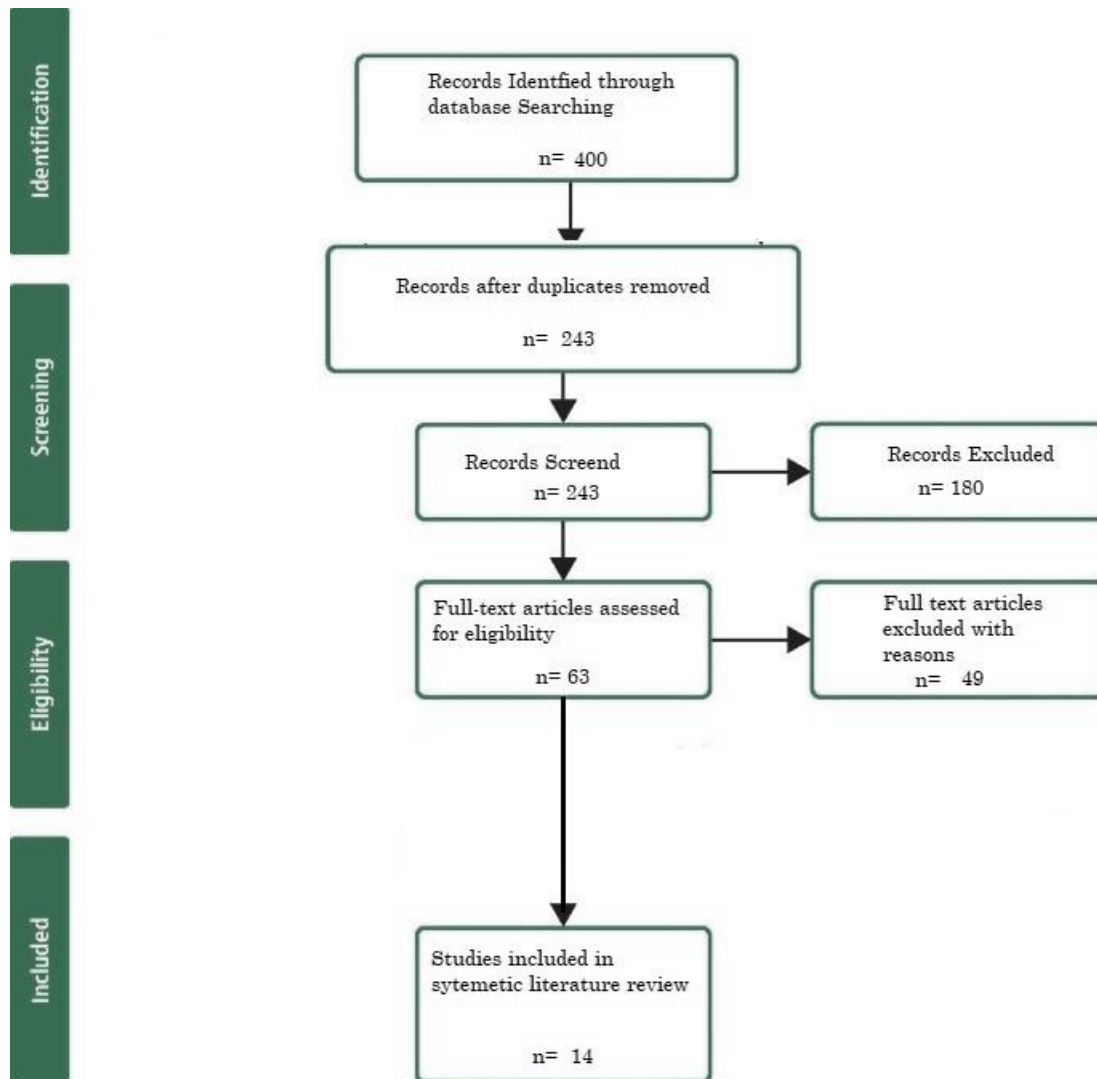 Identification
Records Identfied through
database Searching
n= 400
Records after duplicates removed
n= 243
Screening
Records Screend
n= 243
Records Excluded
n= 180
Eligibility
Full-text articles assessed
for eligibility
n= 63
Full text articles
excluded with
reasons
n= 49
Included
Studies included in
sytemetic literature review
n= 14